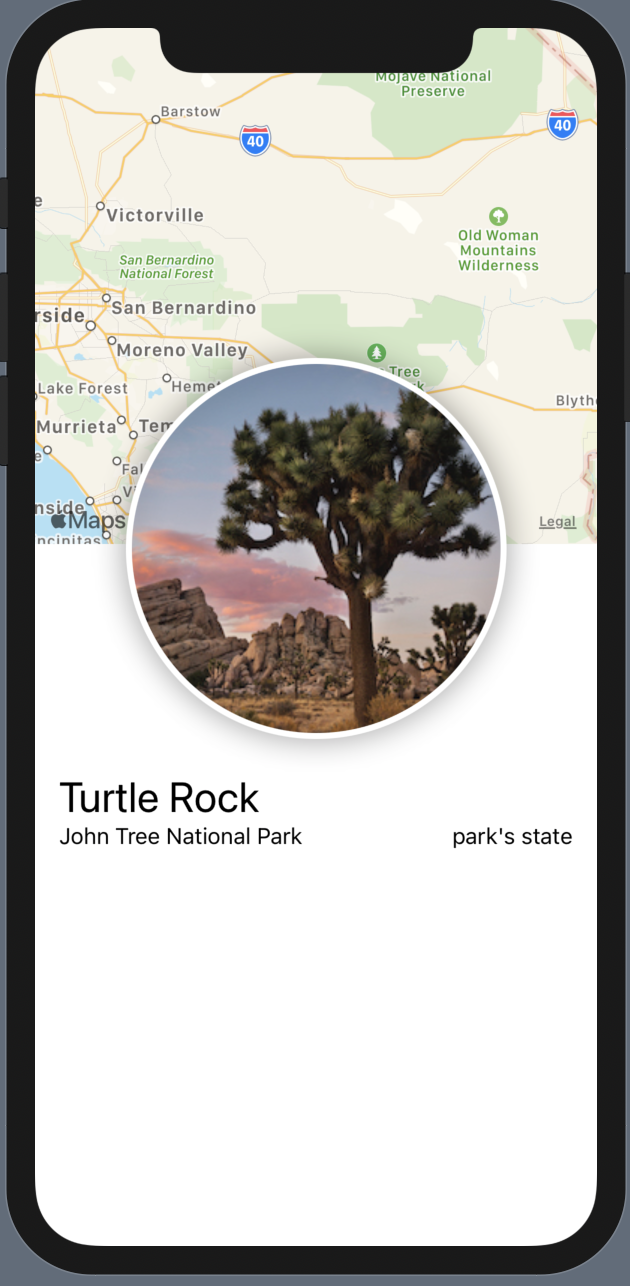 Mojave National
Preserve
Barstow
40
40
Victorville
Old Woman
Mountains
Wilderness
San Bernardino
National Forest
San Bernardino
rside
Moreno Valley
Tree
Lake Forest
Hemet
Blythe
Murrieta
Tem
e
Fal
V
nside
Maps
Legal
ncinitas
Turtle Rock
John Tree National Park
park's state